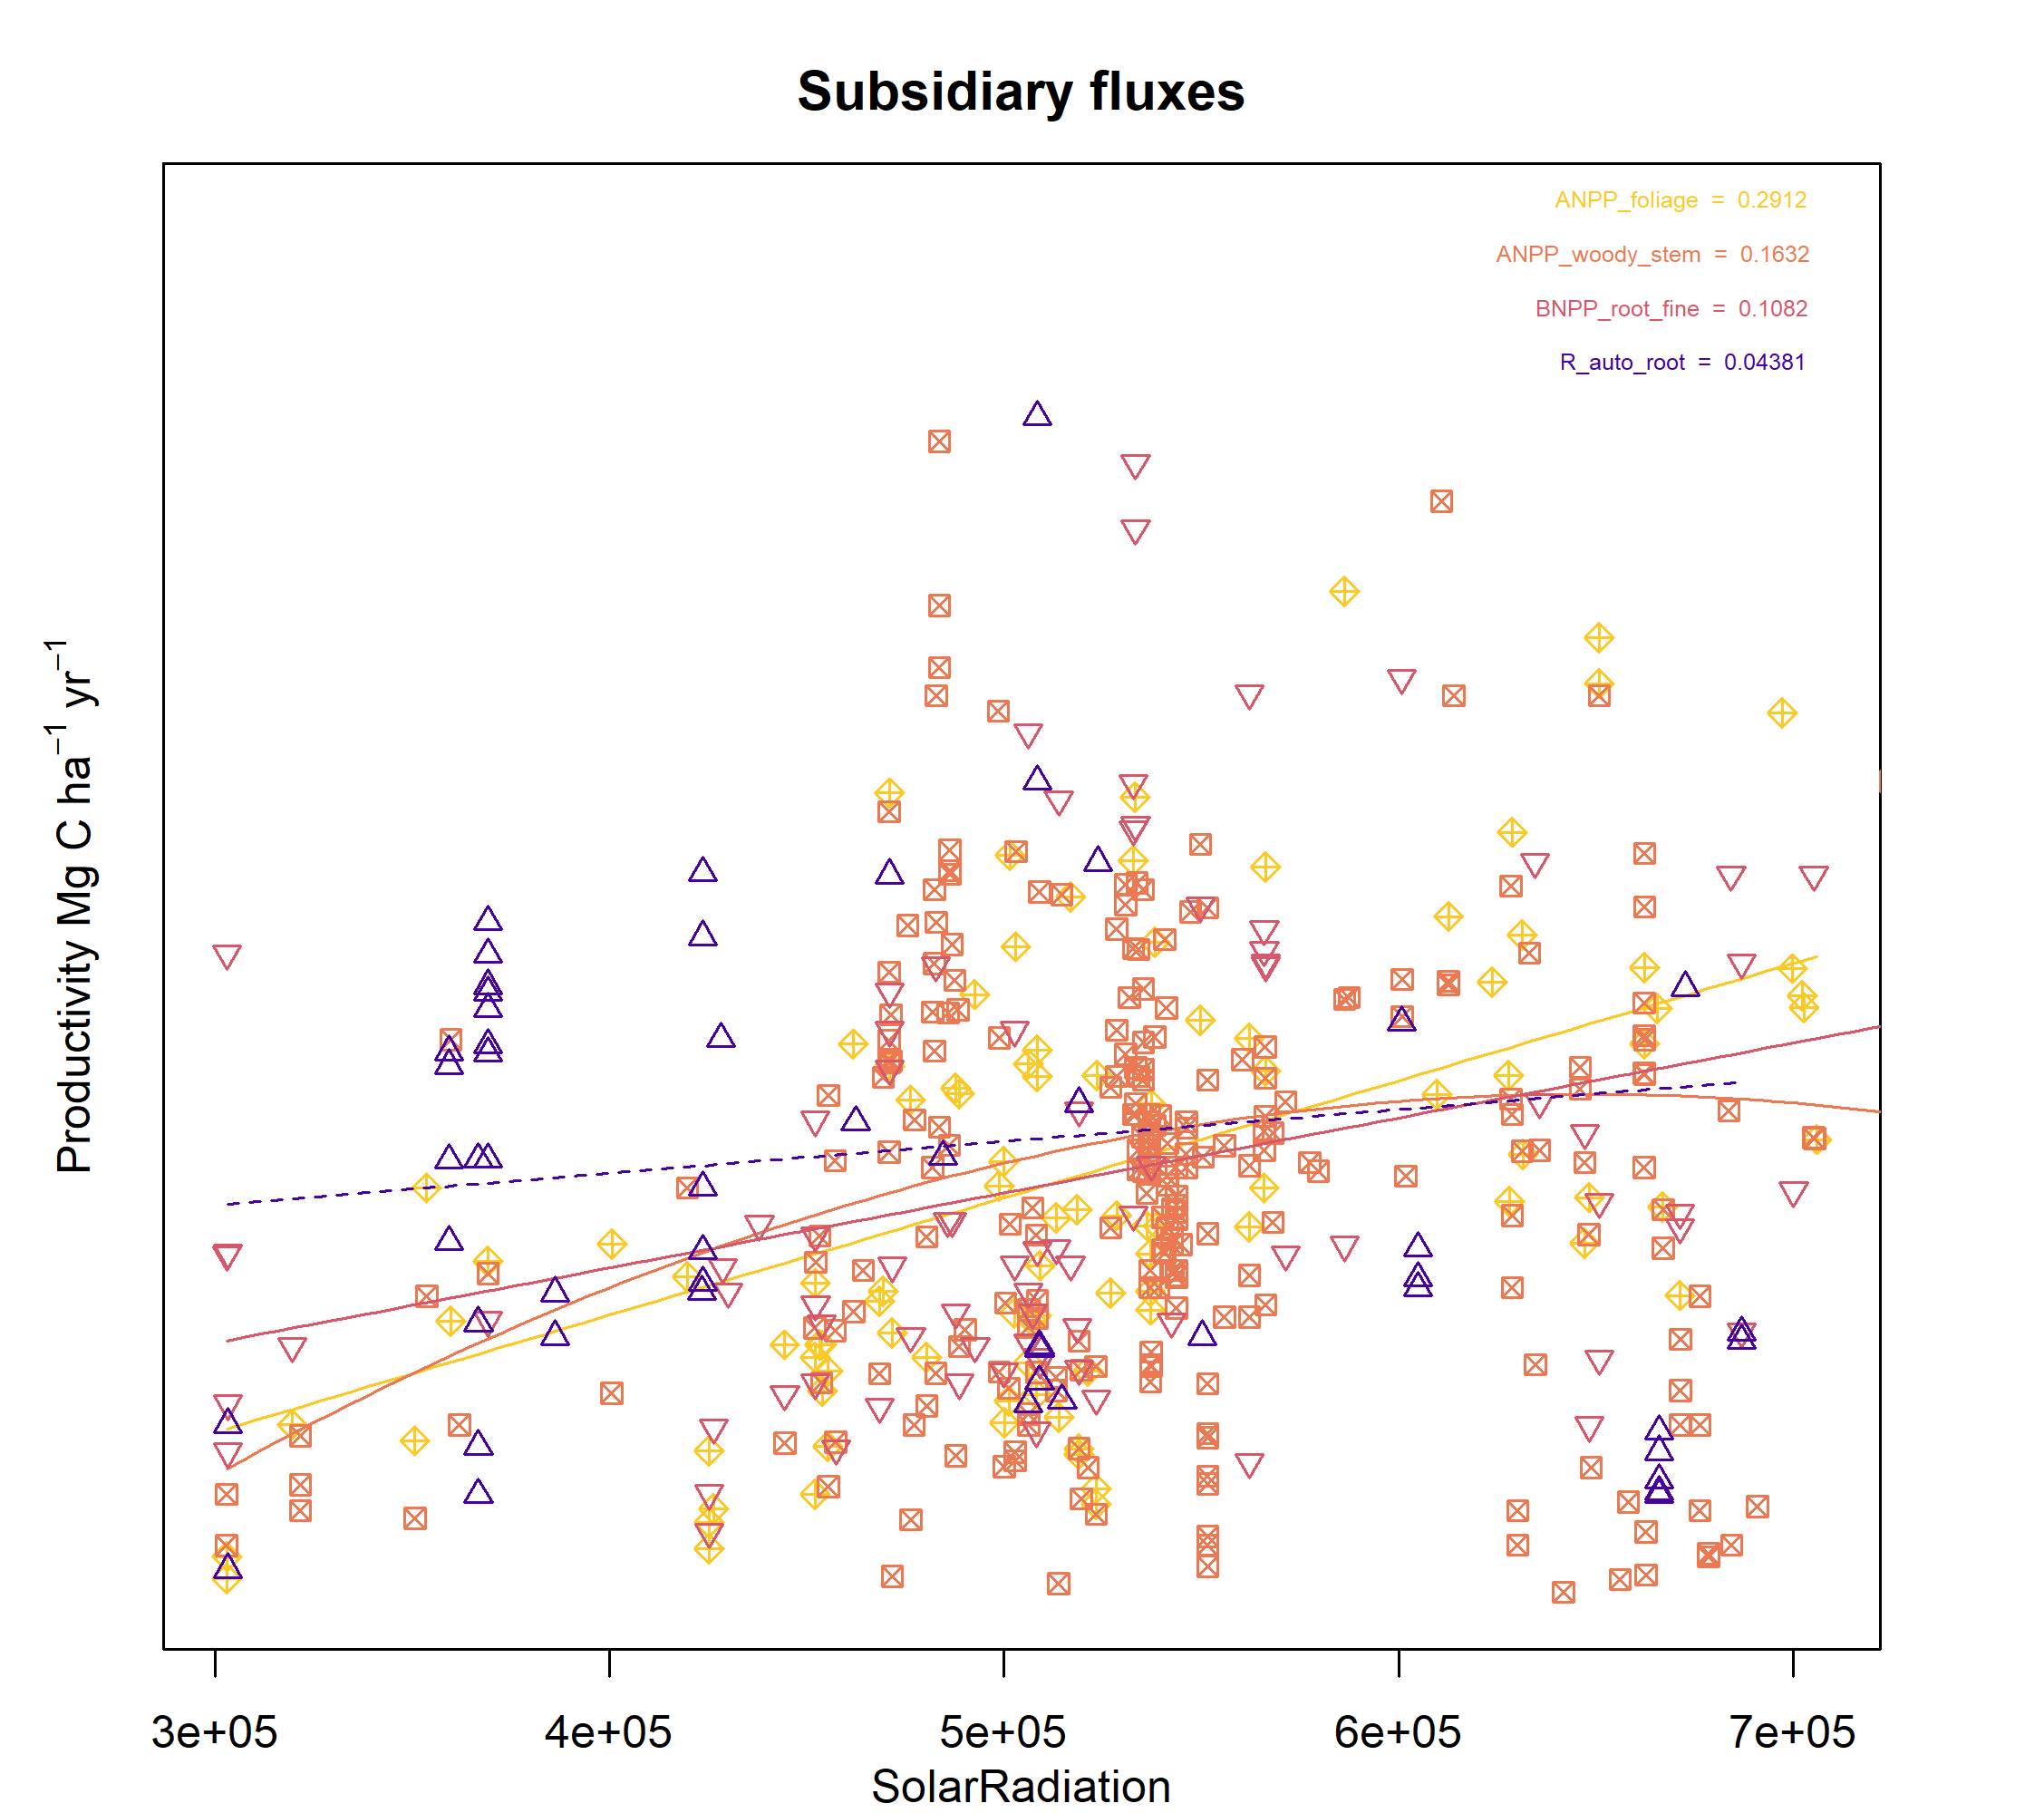 Subsidiary fluxes
ANPP_foliage = 0.2912
ANPP_woody_stem = 0.1632
BNPP_root_fine = 0.1082
R_auto_root = 0.04381
Productivity Mg C ha⁻¹ yr⁻¹
3e+05 4e+05 5e+05 6e+05 7e+05
SolarRadiation